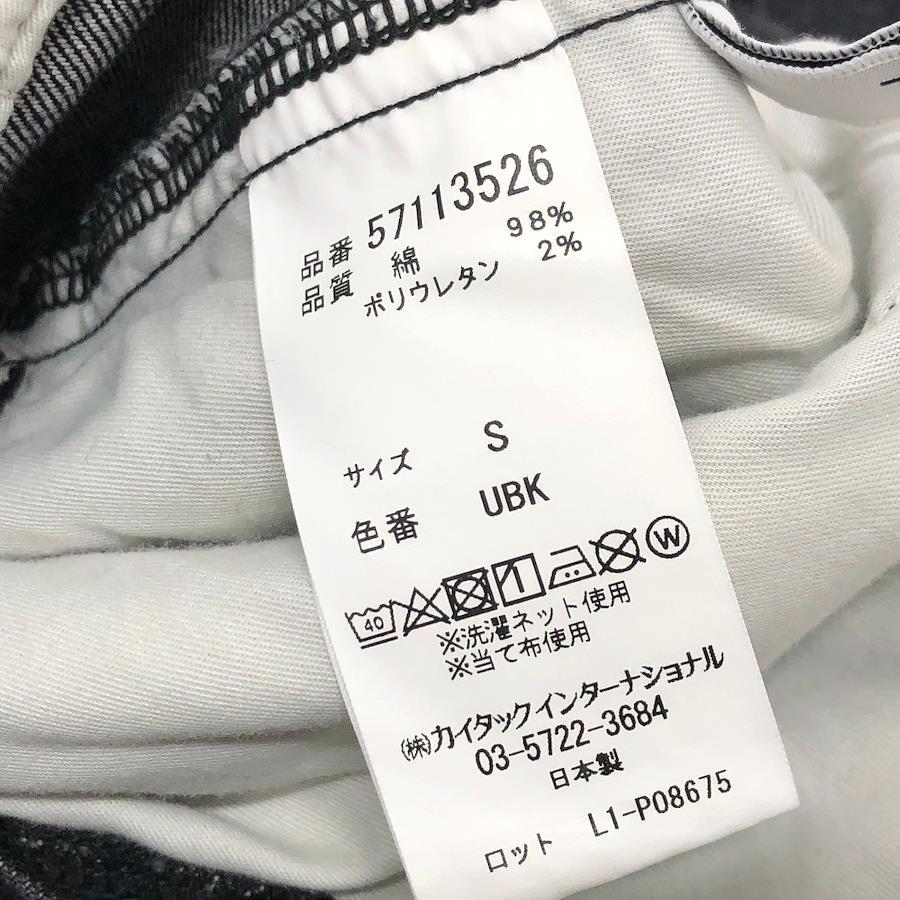 品番 57113526
品質 綿 98%
ポリウレタン 2%
サイズ S
色番 UBK
40 W
※洗濯ネット使用
※当て布使用
㈱カイタックインターナショナル
03-5722-3684
日本製
ロット L1-P08675